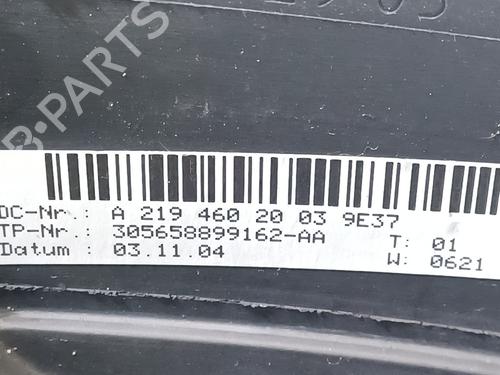 B-PARTS
DC-Nr.: A 219 460 20 03 9E37
TP-Nr.: 305658899162-AA T: 01
Datum : 03.11.04 W: 0621